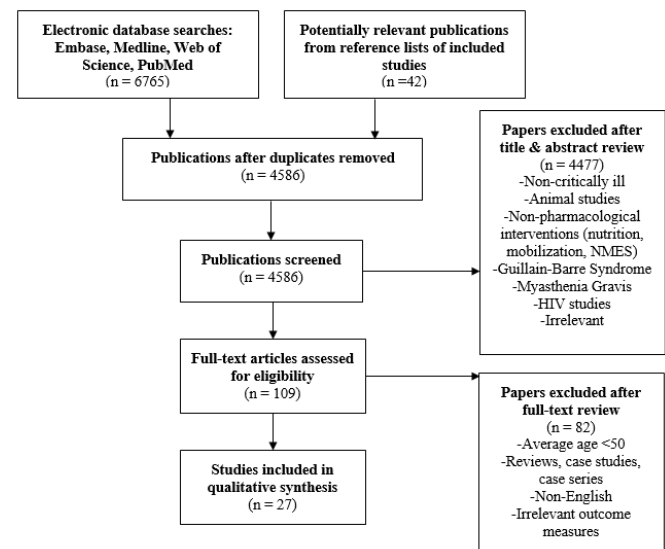 Electronic database searches:
Embase, Medline, Web of
Science, PubMed
(n = 6765)
Potentially relevant publications
from reference lists of included
studies
(n =42)
Publications after duplicates removed
(n = 4586)
Papers excluded after
title & abstract review
(n = 4477)
-Non-critically ill
-Animal studies
-Non-pharmacological
interventions (nutrition,
mobilization, NMES)
-Guillain-Barre Syndrome
-Myasthenia Gravis
-HIV studies
-Irrelevant
Publications screened
(n = 4586)
Full-text articles assessed
for eligibility
(n = 109)
Papers excluded after
full-text review
(n = 82)
-Average age <50
-Reviews, case studies,
case series
-Non-English
-Irrelevant outcome
measures
Studies included in
qualitative synthesis
(n = 27)